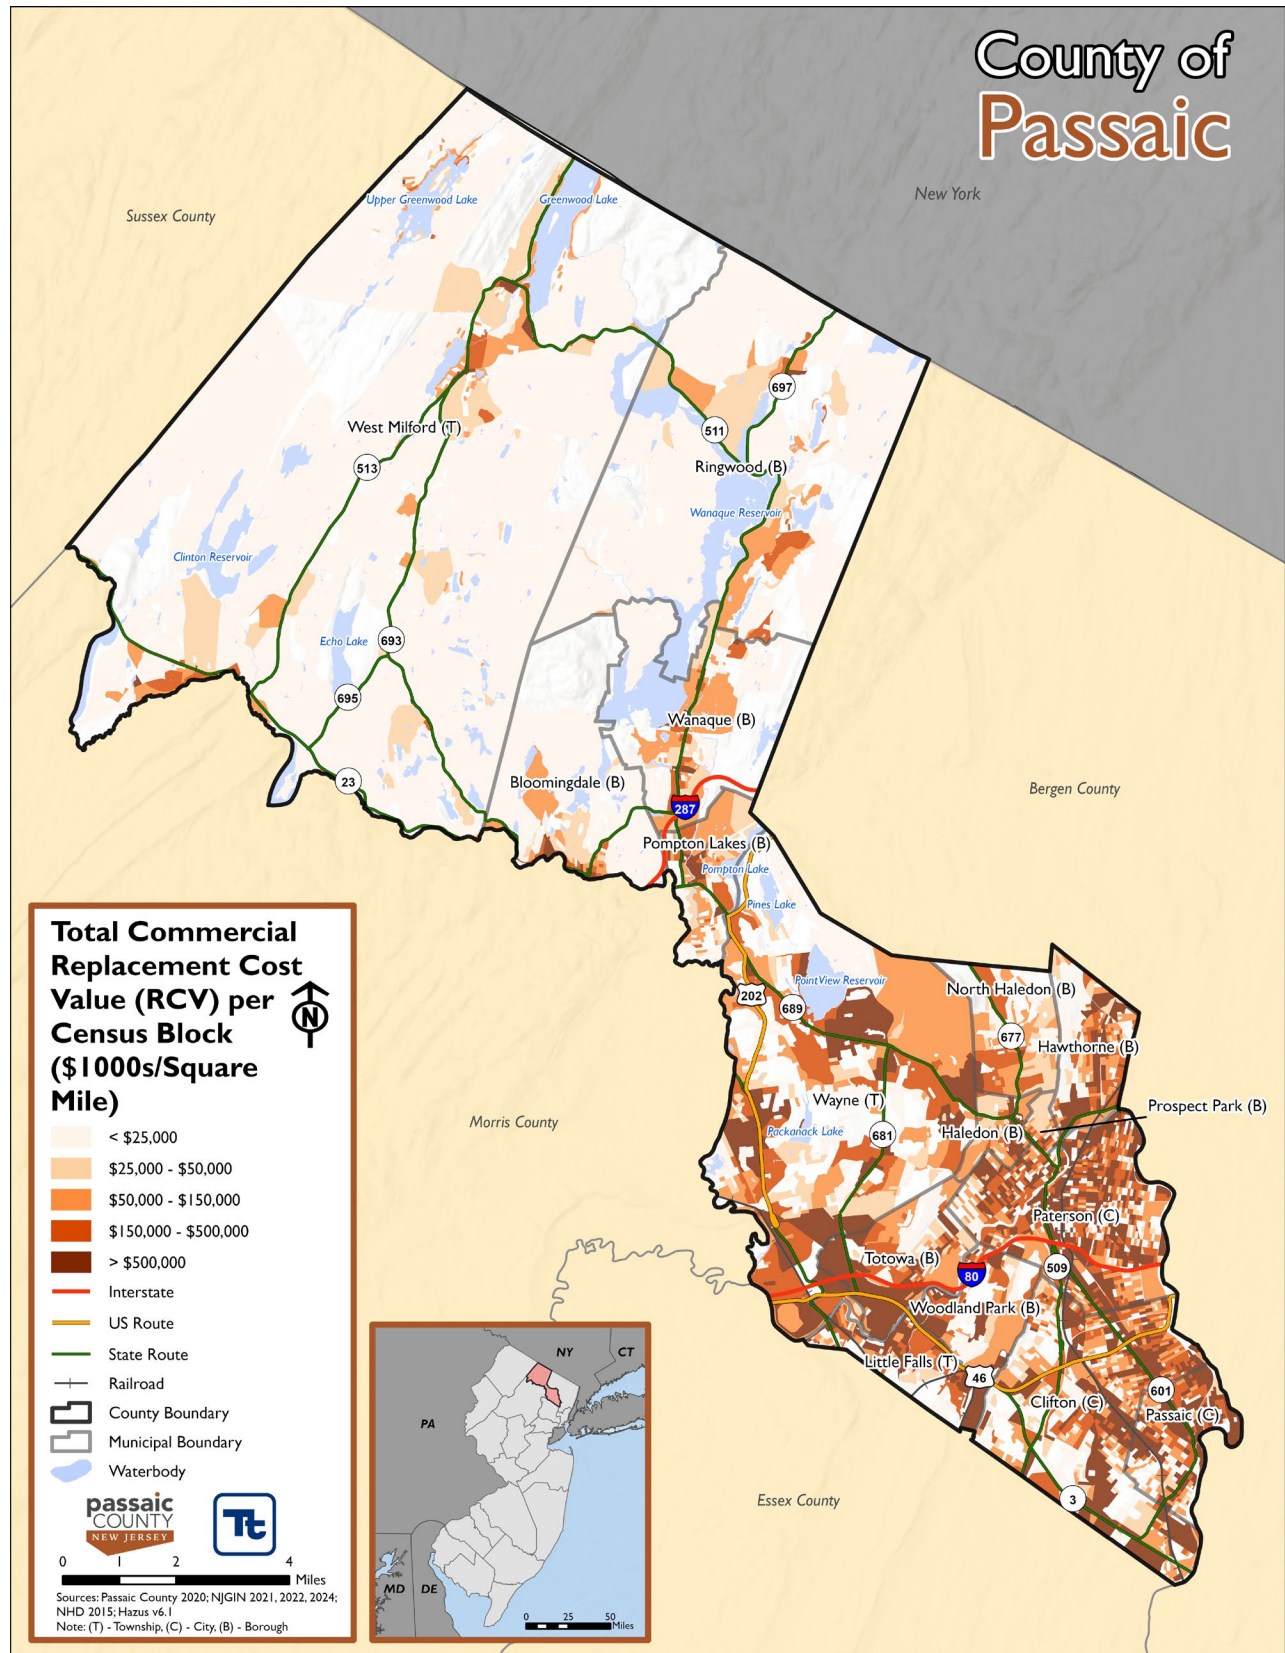 County of
Passaic
New York
Sussex County
Upper Greenwood Lake
Greenwood Lake
697
511
West Milford (T)
513
Ringwood (B)
Wanaque Reservoir
Clinton Reservoir
Echo Lake
693
695
Wanaque (B)
23
Bloomingdale (B)
Bergen County
287
Pompton Lakes (B)
Pompton Lake
Pines Lake
PointView Reservoir
North Haledon (B)
202
689
677
Hawthorne (B)
Wayne (T)
Prospect Park (B)
Morris County
Packanack Lake
681
Haledon (B)
Paterson (C)
Totowa (B)
80
509
Woodland Park (B)
Little Falls (T)
46
Clifton (C)
601
Passaic (C)
Essex County
3
Total Commercial
Replacement Cost
Value (RCV) per
Census Block
($1000s/Square
Mile)
N
< $25,000
$25,000 - $50,000
$50,000 - $150,000
$150,000 - $500,000
> $500,000
Interstate
US Route
State Route
Railroad
County Boundary
Municipal Boundary
Waterbody
passaic
COUNTY
NEW JERSEY
Tt
0 1 2 4
Miles
Sources: Passaic County 2020; NJGIN 2021, 2022, 2024;
NHD 2015; Hazus v6.1
Note: (T) - Township, (C) - City, (B) - Borough
NY
CT
PA
MD
DE
0 25 50
Miles